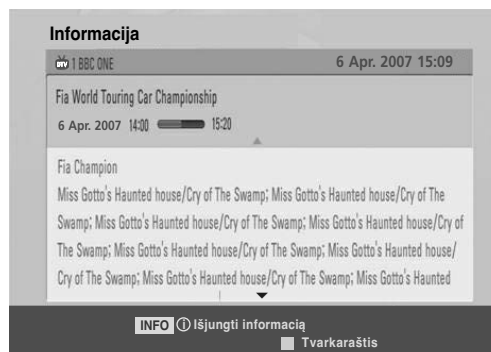 Informacija
DTV 1 BBC ONE 6 Apr. 2007 15:09
Fia World Touring Car Championship
6 Apr. 2007 14:00 15:20
Fia Champion
Miss Gotto's Haunted house/Cry of The Swamp; Miss Gotto's Haunted house/Cry of The
Swamp; Miss Gotto's Haunted house/Cry of The Swamp; Miss Gotto's Haunted house/Cry of
The Swamp; Miss Gotto's Haunted house/Cry of The Swamp; Miss Gotto's Haunted house/
Cry of The Swamp; Miss Gotto's Haunted house/Cry of The Swamp; Miss Gotto's Haunted
INFO ⓘ Išjungti informaciją
Tvarkaraštis